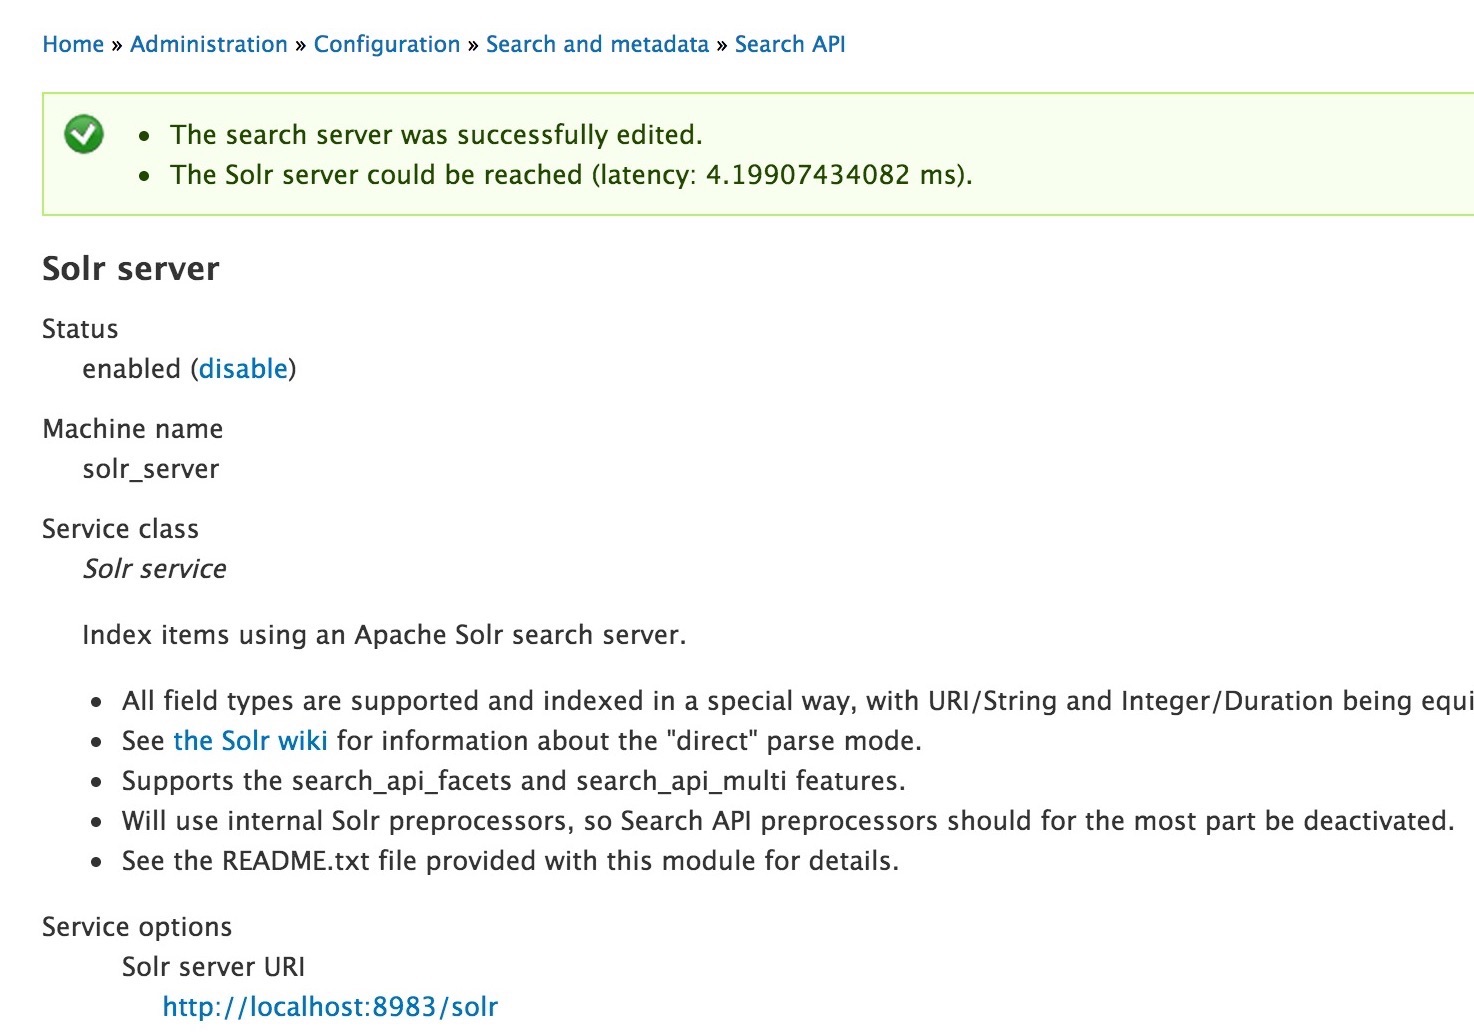 Home » Administration » Configuration » Search and metadata » Search API
• The search server was successfully edited.
• The Solr server could be reached (latency: 4.19907434082 ms).
Solr server
Status
enabled (disable)
Machine name
solr_server
Service class
Solr service
Index items using an Apache Solr search server.
• All field types are supported and indexed in a special way, with URI/String and Integer/Duration being equi
• See the Solr wiki for information about the "direct" parse mode.
• Supports the search_api_facets and search_api_multi features.
• Will use internal Solr preprocessors, so Search API preprocessors should for the most part be deactivated.
• See the README.txt file provided with this module for details.
Service options
Solr server URI
http://localhost:8983/solr